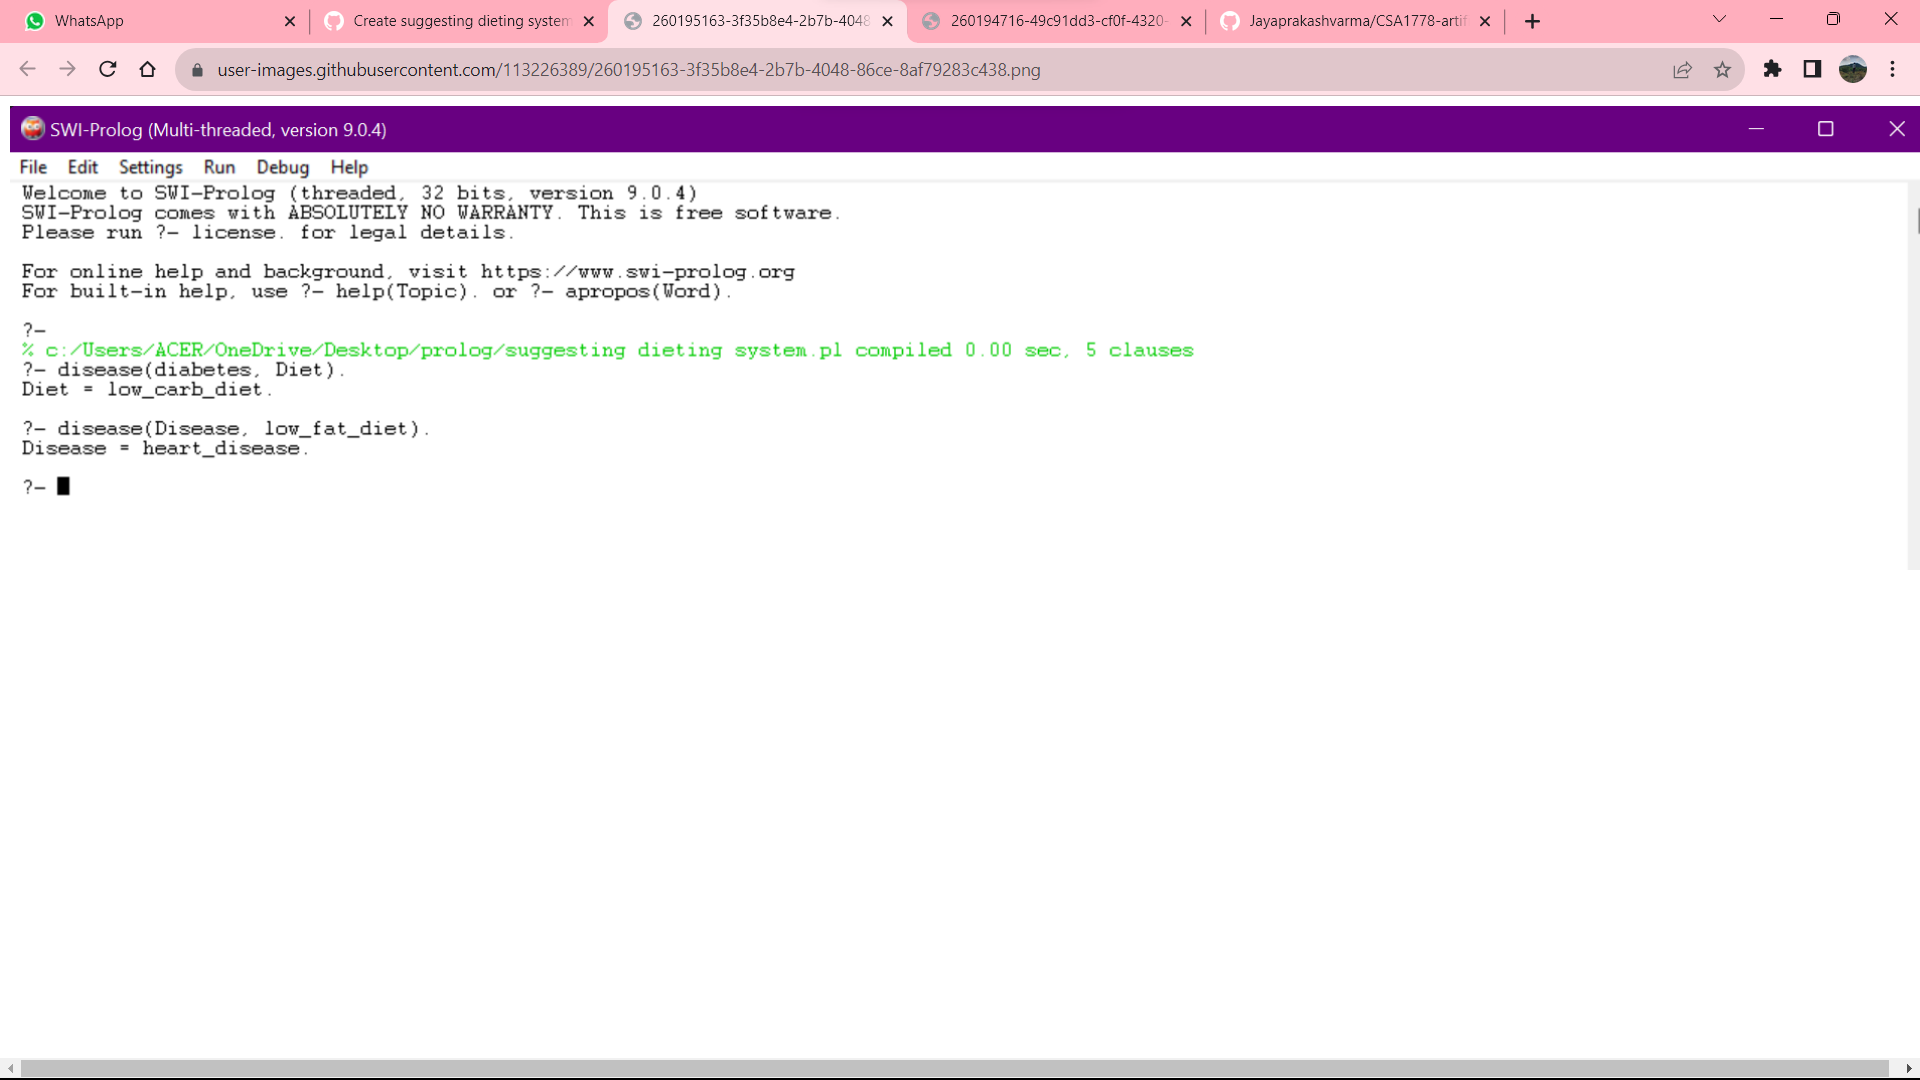 WhatsApp
Create suggesting dieting system
260195163-3f35b8e4-2b7b-4048
260194716-49c91dd3-cf0f-4320-
Jayaprakashvarma/CSA1778-artif
user-images.githubusercontent.com/113226389/260195163-3f35b8e4-2b7b-4048-86ce-8af79283c438.png
SWI-Prolog (Multi-threaded, version 9.0.4)
File Edit Settings Run Debug Help
Welcome to SWI-Prolog (threaded, 32 bits, version 9.0.4)
SWI-Prolog comes with ABSOLUTELY NO WARRANTY. This is free software.
Please run ?- license. for legal details.
For online help and background, visit https://www.swi-prolog.org
For built-in help, use ?- help(Topic). or ?- apropos(Word).
?-
% c:/Users/ACER/OneDrive/Desktop/prolog/suggesting dieting system.pl compiled 0.00 sec, 5 clauses
?- disease(diabetes, Diet).
Diet = low_carb_diet.
?- disease(Disease, low_fat_diet).
Disease = heart_disease.
?-